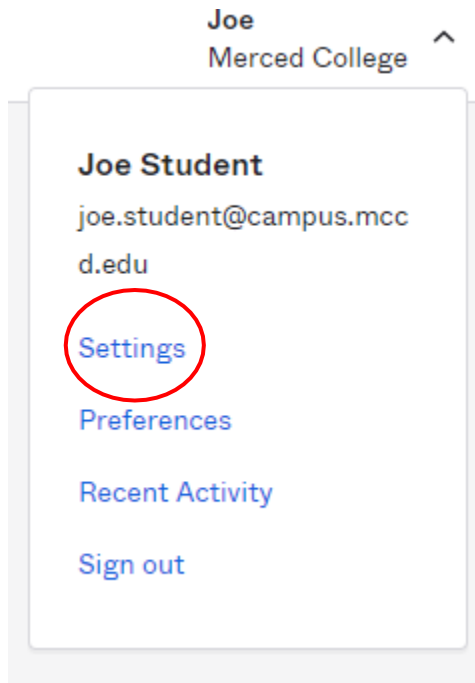 Joe
Merced College
Joe Student
joe.student@campus.mcc
d.edu
Settings
Preferences
Recent Activity
Sign out